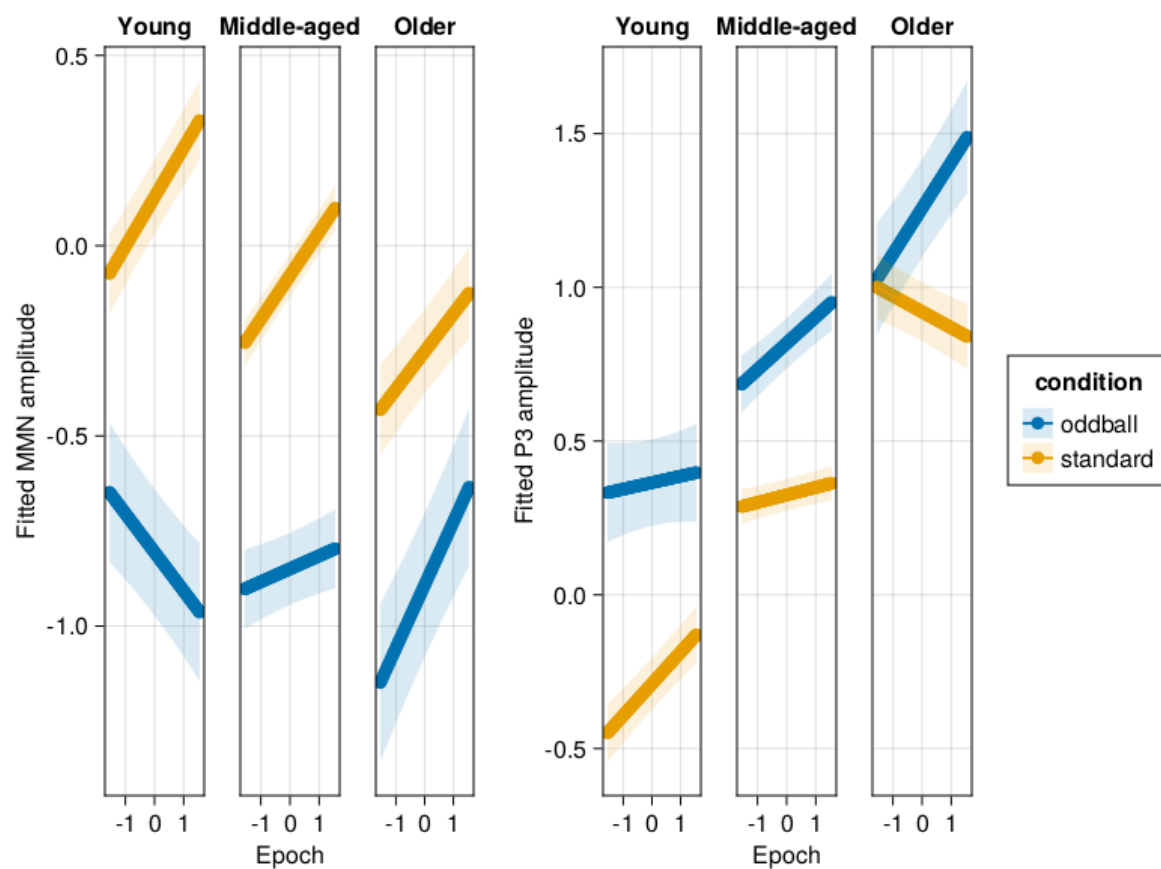 Young Middle-aged Older
0.5
0.0
-0.5
-1.0
Fitted MMN amplitude
-1 0 1 -1 0 1 -1 0 1
Epoch
Young Middle-aged Older
1.5
1.0
0.5
0.0
-0.5
Fitted P3 amplitude
-1 0 1 -1 0 1 -1 0 1
Epoch
condition
oddball
standard